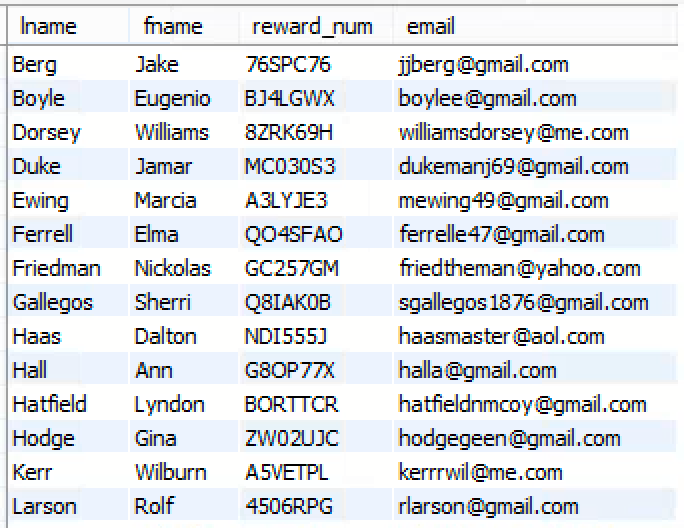 lname fname reward_num email
Berg Jake 76SPC76 jjberg@gmail.com
Boyle Eugenio BJ4LGWX boylee@gmail.com
Dorsey Williams 8ZRK69H williamsdorsey@me.com
Duke Jamar MC030S3 dukemanj69@gmail.com
Ewing Marcia A3LYJE3 mewing49@gmail.com
Ferrell Elma QO4SFAO ferrelle47@gmail.com
Friedman Nickolas GC257GM friedtheman@yahoo.com
Gallegos Sherri Q8IAK0B sgallegos1876@gmail.com
Haas Dalton NDI555J haasmaster@aol.com
Hall Ann G8OP77X halla@gmail.com
Hatfield Lyndon BORTTCR hatfieldnmcoy@gmail.com
Hodge Gina ZW02UJC hodgegeen@gmail.com
Kerr Wilburn A5VETPL kerrrwil@me.com
Larson Rolf 4506RPG rlarson@gmail.com